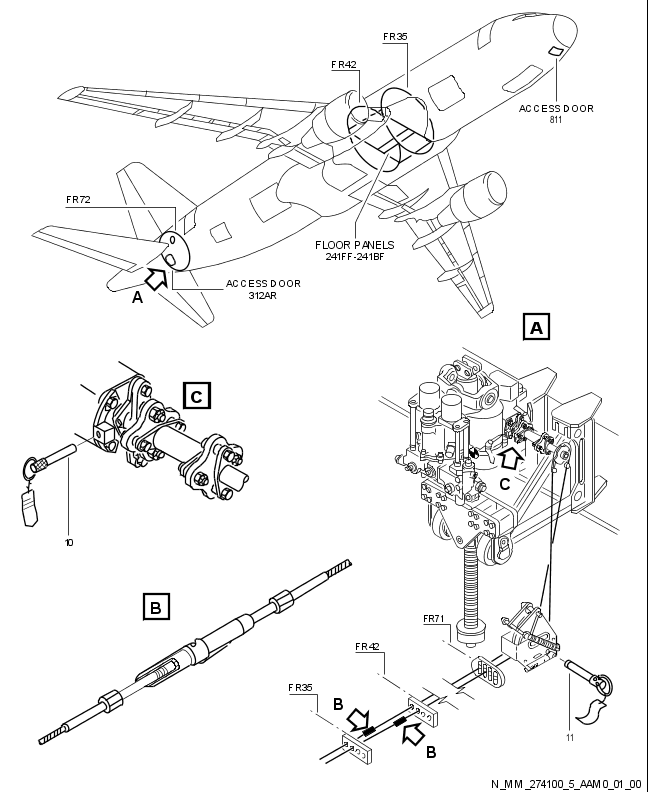 FR35
FR42
ACCESS DOOR
811
FR72
FLOOR PANELS
241FF-241BF
ACCESS DOOR
312AR
A
A
C
C
10
B
FR71
FR42
FR35
B
B
11
N_MM_274100_5_AAM0_01_00